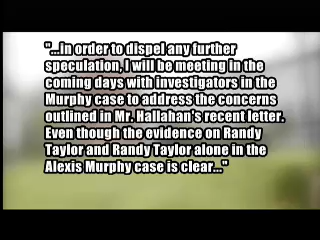 "...In order to dispel any further
speculation, I will be meeting in the
coming days with investigators in the
Murphy case to address the concerns
outlined in Mr. Hallahan's recent letter.
Even though the evidence on Randy
Taylor and Randy Taylor alone in the
Alexis Murphy case is clear..."